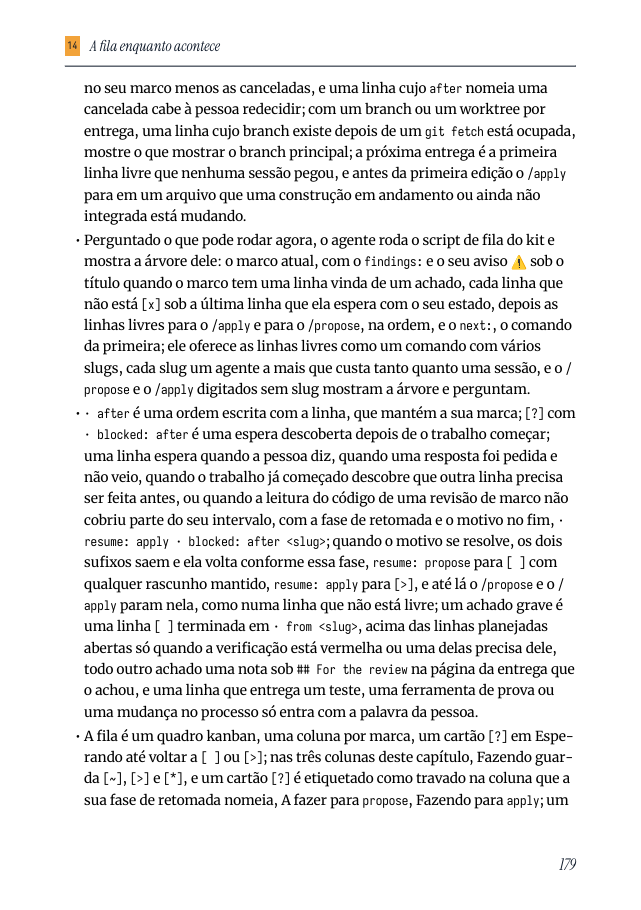 14 A fila enquanto acontece
no seu marco menos as canceladas, e uma linha cujo after nomeia uma
cancelada cabe à pessoa redecidir; com um branch ou um worktree por
entrega, uma linha cujo branch existe depois de um git fetch está ocupada,
mostre o que mostrar o branch principal; a próxima entrega é a primeira
linha livre que nenhuma sessão pegou, e antes da primeira edição o /apply
para em um arquivo que uma construção em andamento ou ainda não
integrada está mudando.
• Perguntado o que pode rodar agora, o agente roda o script de fila do kit e
mostra a árvore dele: o marco atual, com o findings: e o seu aviso ⚠️ sob o
título quando o marco tem uma linha vinda de um achado, cada linha que
não está [x] sob a última linha que ela espera com o seu estado, depois as
linhas livres para o /apply e para o /propose, na ordem, e o next:, o comando
da primeira; ele oferece as linhas livres como um comando com vários
slugs, cada slug um agente a mais que custa tanto quanto uma sessão, e o /
propose e o /apply digitados sem slug mostram a árvore e perguntam.
• · after é uma ordem escrita com a linha, que mantém a sua marca; [?] com
· blocked: after é uma espera descoberta depois de o trabalho começar;
uma linha espera quando a pessoa diz, quando uma resposta foi pedida e
não veio, quando o trabalho já começado descobre que outra linha precisa
ser feita antes, ou quando a leitura do código de uma revisão de marco não
cobriu parte do seu intervalo, com a fase de retomada e o motivo no fim, ·
resume: apply · blocked: after <slug>; quando o motivo se resolve, os dois
sufixos saem e ela volta conforme essa fase, resume: propose para [ ] com
qualquer rascunho mantido, resume: apply para [>], e até lá o /propose e o /
apply param nela, como numa linha que não está livre; um achado grave é
uma linha [ ] terminada em · from <slug>, acima das linhas planejadas
abertas só quando a verificação está vermelha ou uma delas precisa dele,
todo outro achado uma nota sob ## For the review na página da entrega que
o achou, e uma linha que entrega um teste, uma ferramenta de prova ou
uma mudança no processo só entra com a palavra da pessoa.
• A fila é um quadro kanban, uma coluna por marca, um cartão [?] em Espe-
rando até voltar a [ ] ou [>]; nas três colunas deste capítulo, Fazendo guar-
da [~], [>] e [*], e um cartão [?] é etiquetado como travado na coluna que a
sua fase de retomada nomeia, A fazer para propose, Fazendo para apply; um
179